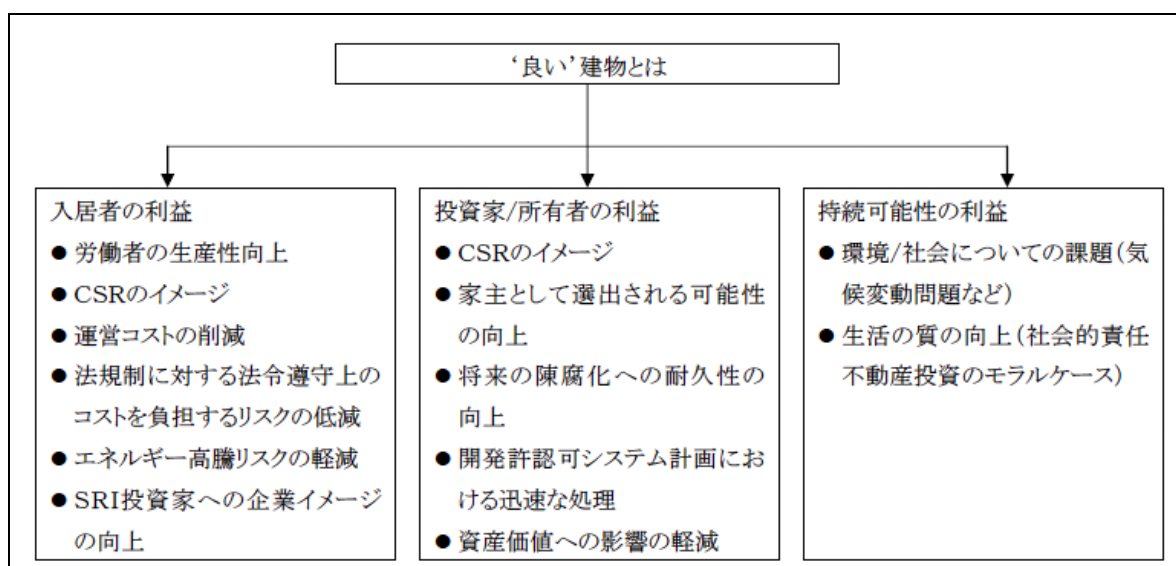 ‘良い’建物とは
入居者の利益
● 労働者の生産性向上
● CSRのイメージ
● 運営コストの削減
● 法規制に対する法令遵守上の
コストを負担するリスクの低減
● エネルギー高騰リスクの軽減
● SRI投資家への企業イメージ
の向上
投資家/所有者の利益
● CSRのイメージ
● 家主として選出される可能性
の向上
● 将来の陳腐化への耐久性の
向上
● 開発許認可システム計画にお
ける迅速な処理
● 資産価値への影響の軽減
持続可能性の利益
● 環境/社会についての課題(気
候変動問題など)
● 生活の質の向上(社会的責任
不動産投資のモラルケース)